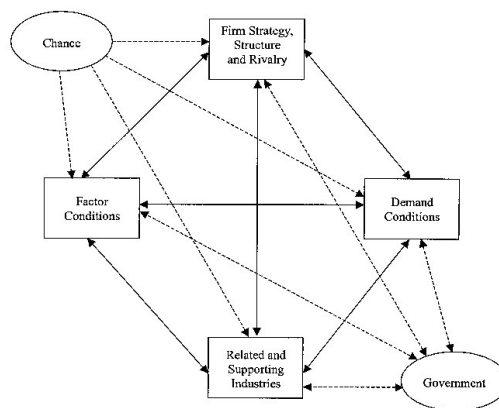 Chance
Firm Strategy,
Structure
and Rivalry
Factor
Conditions
Demand
Conditions
Related and
Supporting
Industries
Government